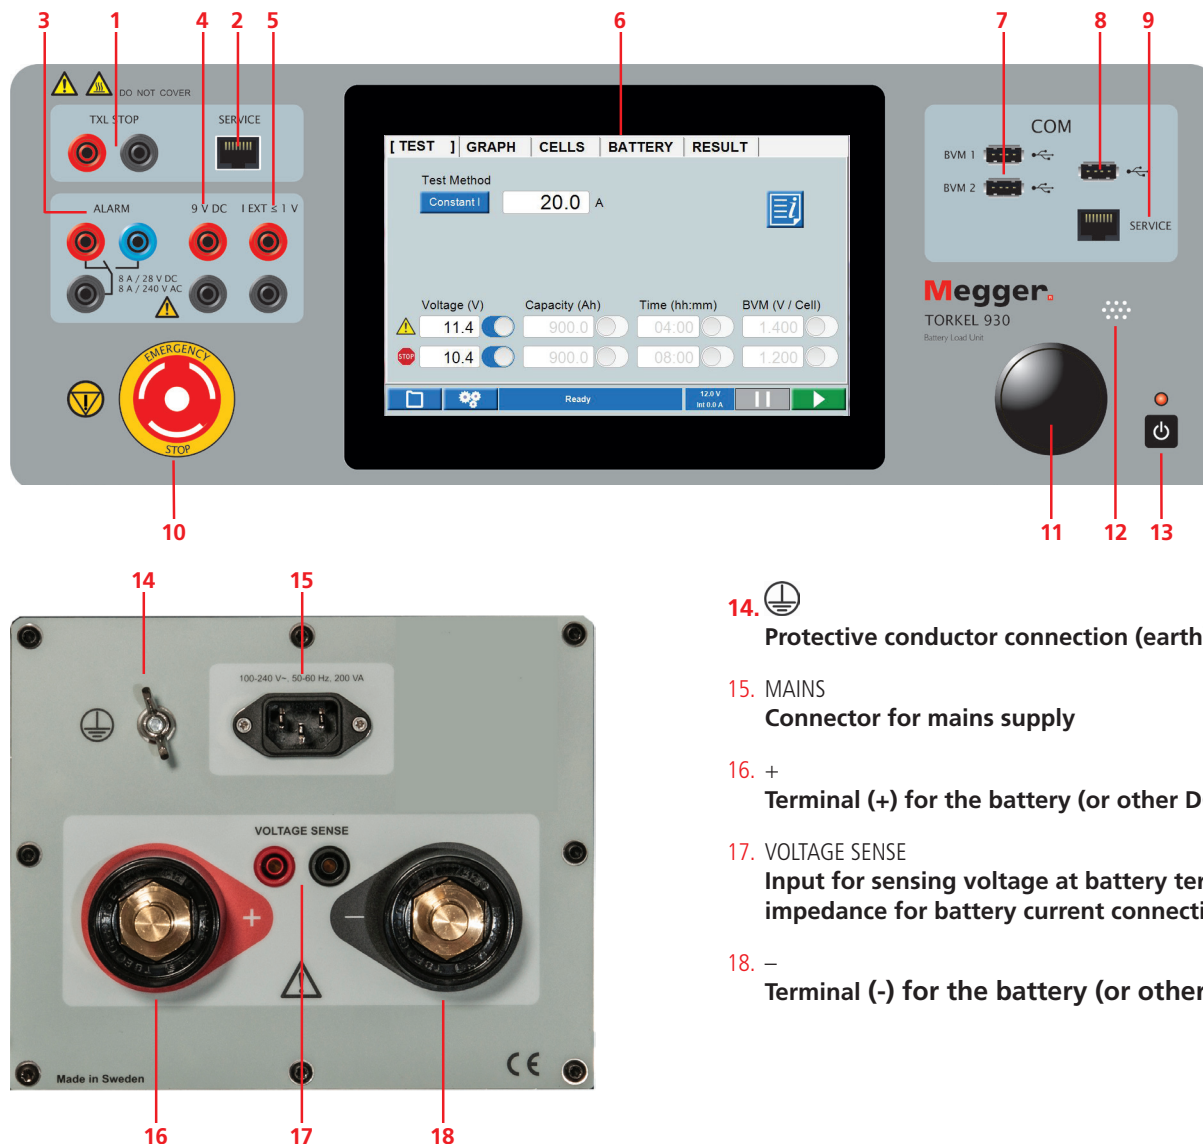 3 1 4 2 5 6 7 8 9
DO NOT COVER
TXL STOP
SERVICE
ALARM
9 V DC
I EXT ≤ 1 V
8 A / 28 V DC
8 A / 240 V AC
EMERGENCY
STOP
[ TEST ] GRAPH CELLS BATTERY RESULT
Test Method
Constant I 20.0 A
Voltage (V) Capacity (Ah) Time (hh:mm) BVM (V / Cell)
11.4 900.0 04:00 1.400
STOP 10.4 900.0 08:00 1.200
Ready
12.0 V
Int 0.0 A
COM
BVM 1
BVM 2
SERVICE
Megger.
TORKEL 930
Battery Load Unit
10 11 12 13
14 15
100-240 V~, 50-60 Hz, 200 VA
VOLTAGE SENSE
+ –
Made in Sweden
CE
16 17 18
14.
Protective conductor connection (earth
15. MAINS
Connector for mains supply
16. +
Terminal (+) for the battery (or other D
17. VOLTAGE SENSE
Input for sensing voltage at battery ter
impedance for battery current connecti
18. –
Terminal (-) for the battery (or other